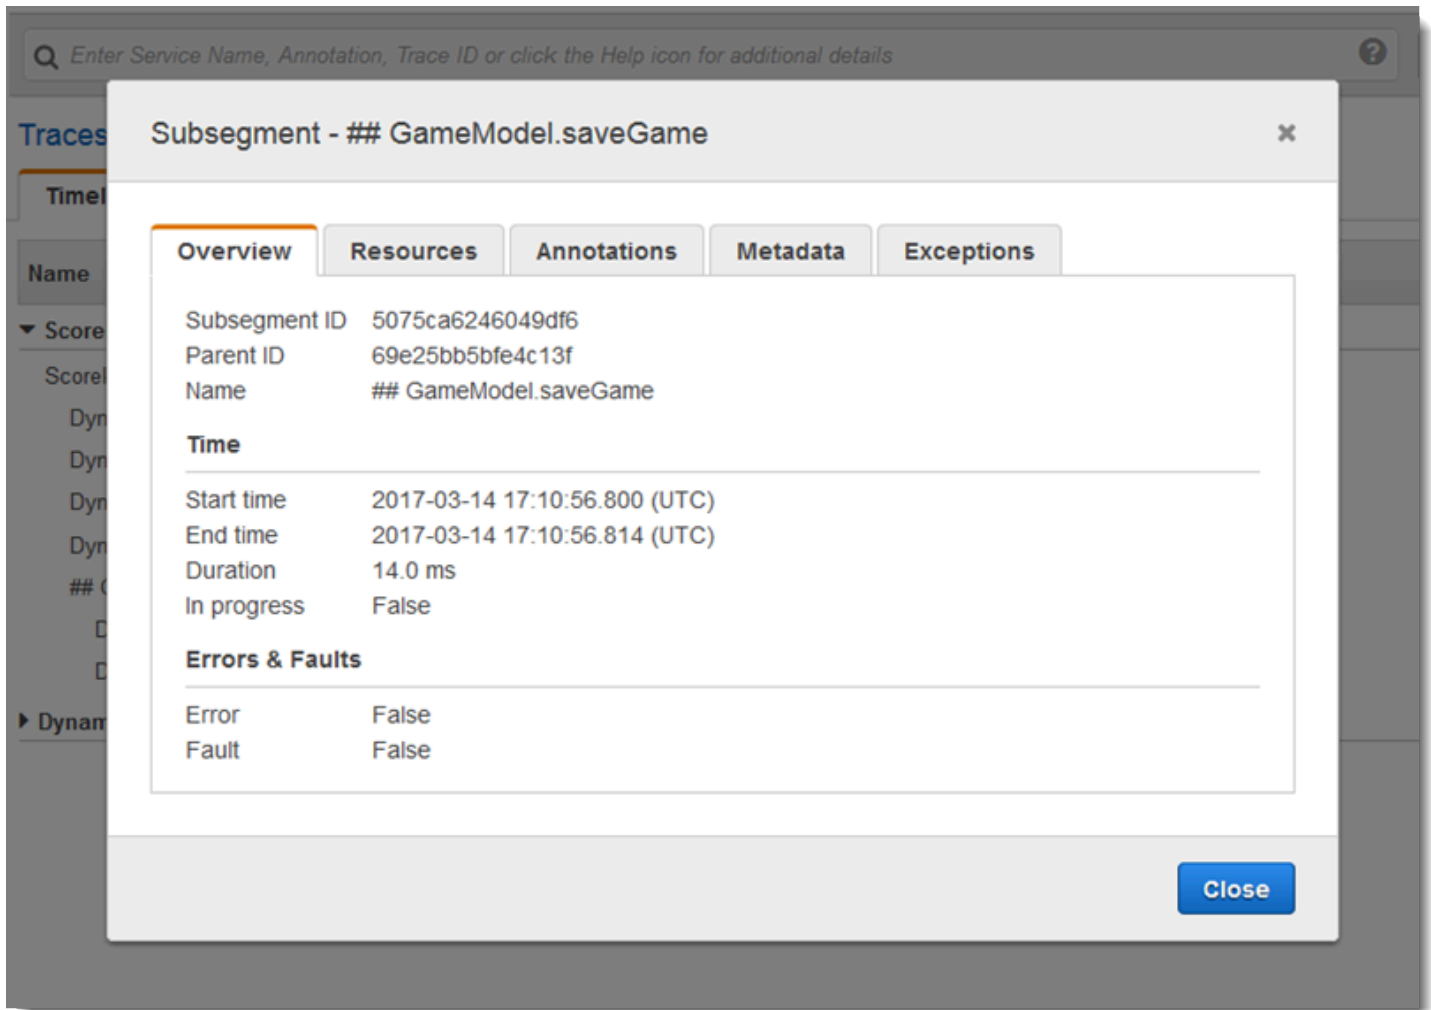 Enter Service Name, Annotation, Trace ID or click the Help icon for additional details
Traces
Subsegment - ## GameModel.saveGame
Name
Overview Resources Annotations Metadata Exceptions
Subsegment ID 5075ca6246049df6
Parent ID 69e25bb5bfe4c13f
Name ## GameModel.saveGame
Time
Start time 2017-03-14 17:10:56.800 (UTC)
End time 2017-03-14 17:10:56.814 (UTC)
Duration 14.0 ms
In progress False
Errors & Faults
Error False
Fault False
Close